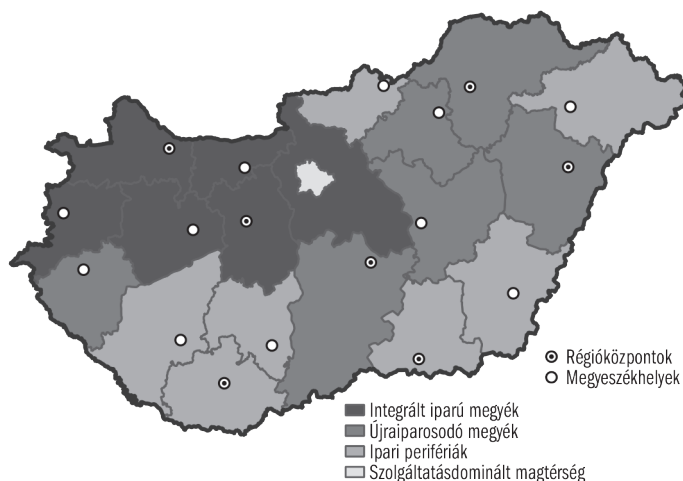 Régióközpontok
Megyeszékhelyek
Integrált iparú megyék
Újraiparosodó megyék
Ipari perifériák
Szolgáltatásdominált magtérség